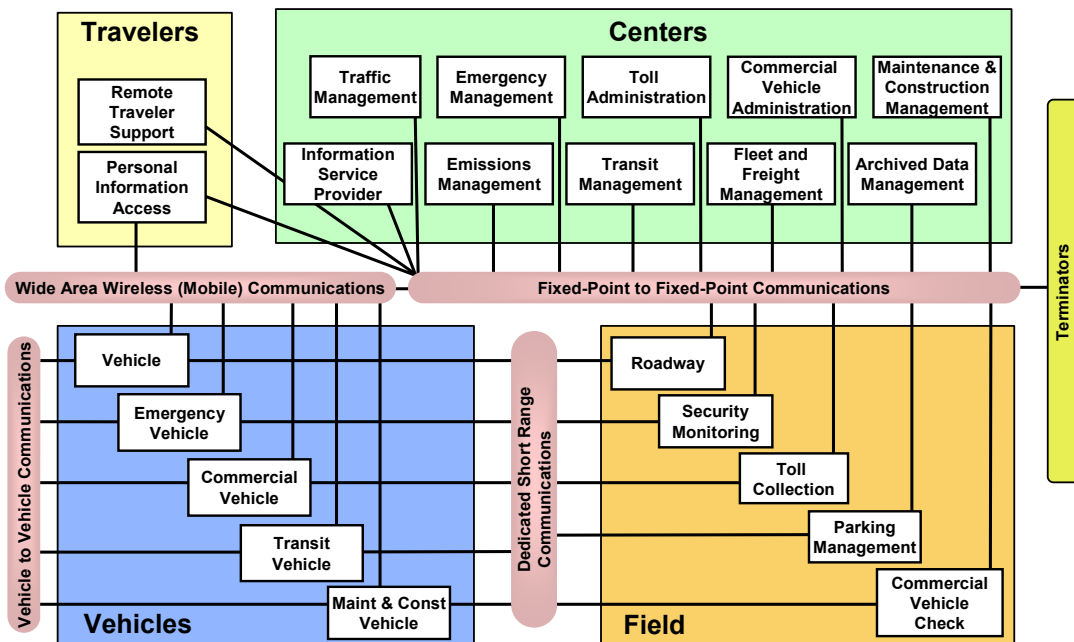 Travelers
Remote
Traveler
Support
Personal
Information
Access
Centers
Traffic
Management
Emergency
Management
Toll
Administration
Commercial
Vehicle
Administration
Maintenance &
Construction
Management
Information
Service
Provider
Emissions
Management
Transit
Management
Fleet and
Freight
Management
Archived Data
Management
Terminators
Wide Area Wireless (Mobile) Communications
Fixed-Point to Fixed-Point Communications
Vehicle to Vehicle Communications
Vehicle
Emergency
Vehicle
Commercial
Vehicle
Transit
Vehicle
Maint & Const
Vehicle
Vehicles
Dedicated Short Range
Communications
Roadway
Security
Monitoring
Toll
Collection
Parking
Management
Commercial
Vehicle
Check
Field